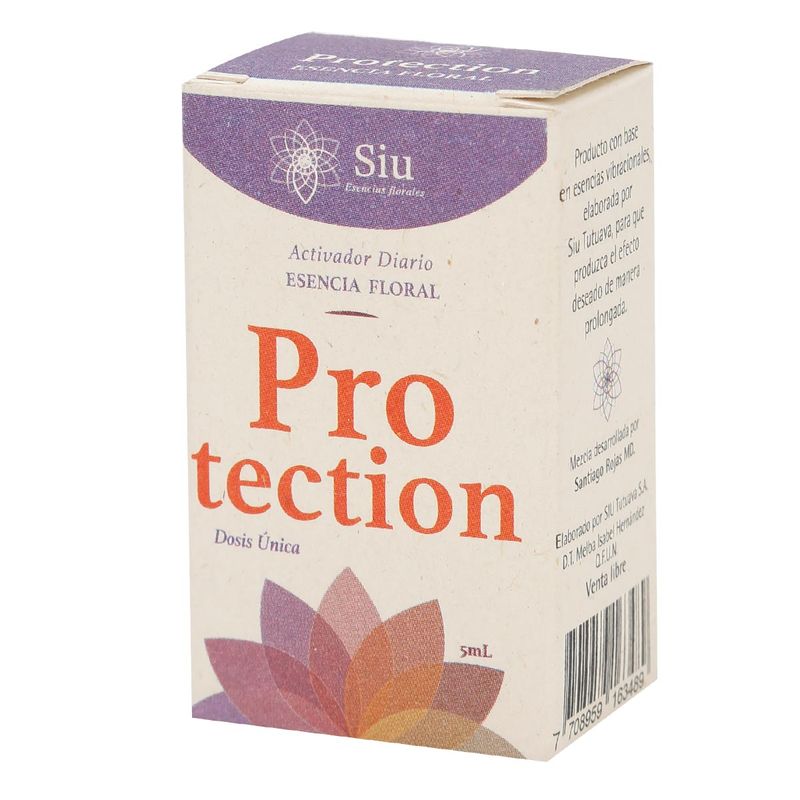 Protection
ESENCIA FLORAL
Siu
Esencias florales
Activador Diario
ESENCIA FLORAL
Pro
tection
Dosis Única
5mL
Producto con base
en esencias vibracionales,
elaborada por
Siu Tutuava, para que
produzca el efecto
deseado de manera
prolongada.
Mezcla desarrollada por
Santiago Rojas MD.
Elaborado por SIU Tutuava S.A.
D.T. Melba Isabel Hernández
Q.F.U.N.
Venta libre
7 708959 163489